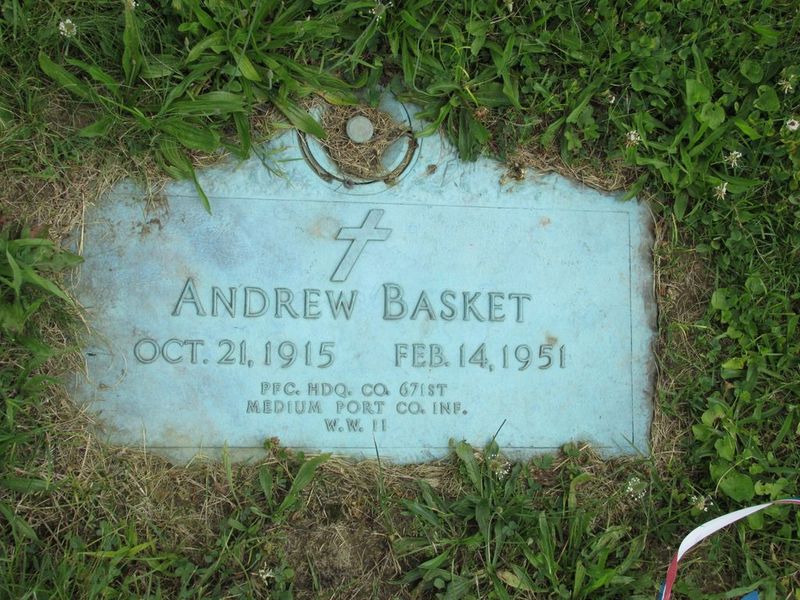 ANDREW BASKET
OCT. 21, 1915 FEB. 14, 1951
PFC. HDQ. CO. 671ST
MEDIUM PORT CO. INF.
W.W. II